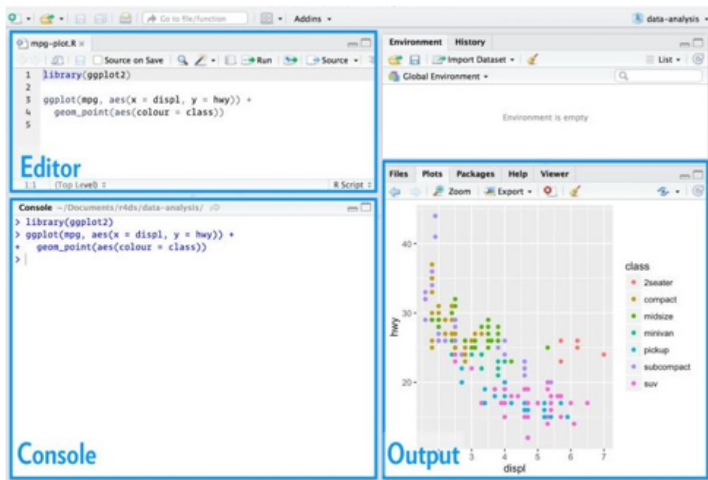 Go to file/function
Addins
data-analysis
mpg-plot.R
Source on Save
Run
Source
1 library(ggplot2)
2
3 ggplot(mpg, aes(x = displ, y = hwy)) +
4 geom_point(aes(colour = class))
5
Editor
1:1 (Top Level)
R Script
Console ~/Documents/r4ds/data-analysis/
> library(ggplot2)
> ggplot(mpg, aes(x = displ, y = hwy)) +
+ geom_point(aes(colour = class))
>
Console
Environment History
Import Dataset
List
Global Environment
Environment is empty
Files Plots Packages Help Viewer
Zoom Export
40
30
20
hwy
3 4 5 6 7
displ
class
2seater
compact
midsize
minivan
pickup
subcompact
suv
Output